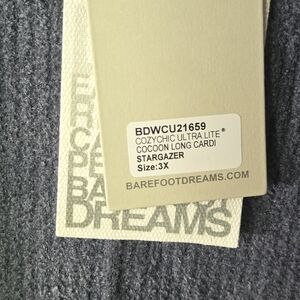 BDWCU21659
COZYCHIC ULTRA LITE®
COCOON LONG CARDI
STARGAZER
Size:3X
BAREFOOTDREAMS.COM
DREAMS